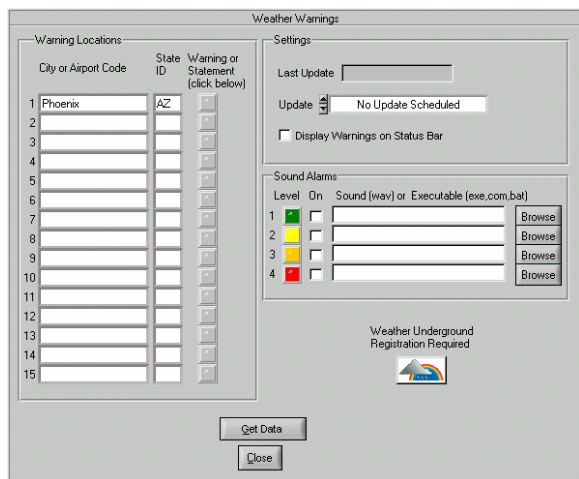 Weather Warnings
Warning Locations
City or Airport Code
State ID
Warning or Statement (click below)
1 Phoenix AZ
2
3
4
5
6
7
8
9
10
11
12
13
14
15
Settings
Last Update
Update No Update Scheduled
Display Warnings on Status Bar
Sound Alarms
Level On Sound (wav) or Executable (exe,com,bat)
1 Browse
2 Browse
3 Browse
4 Browse
Weather Underground
Registration Required
Get Data
Close